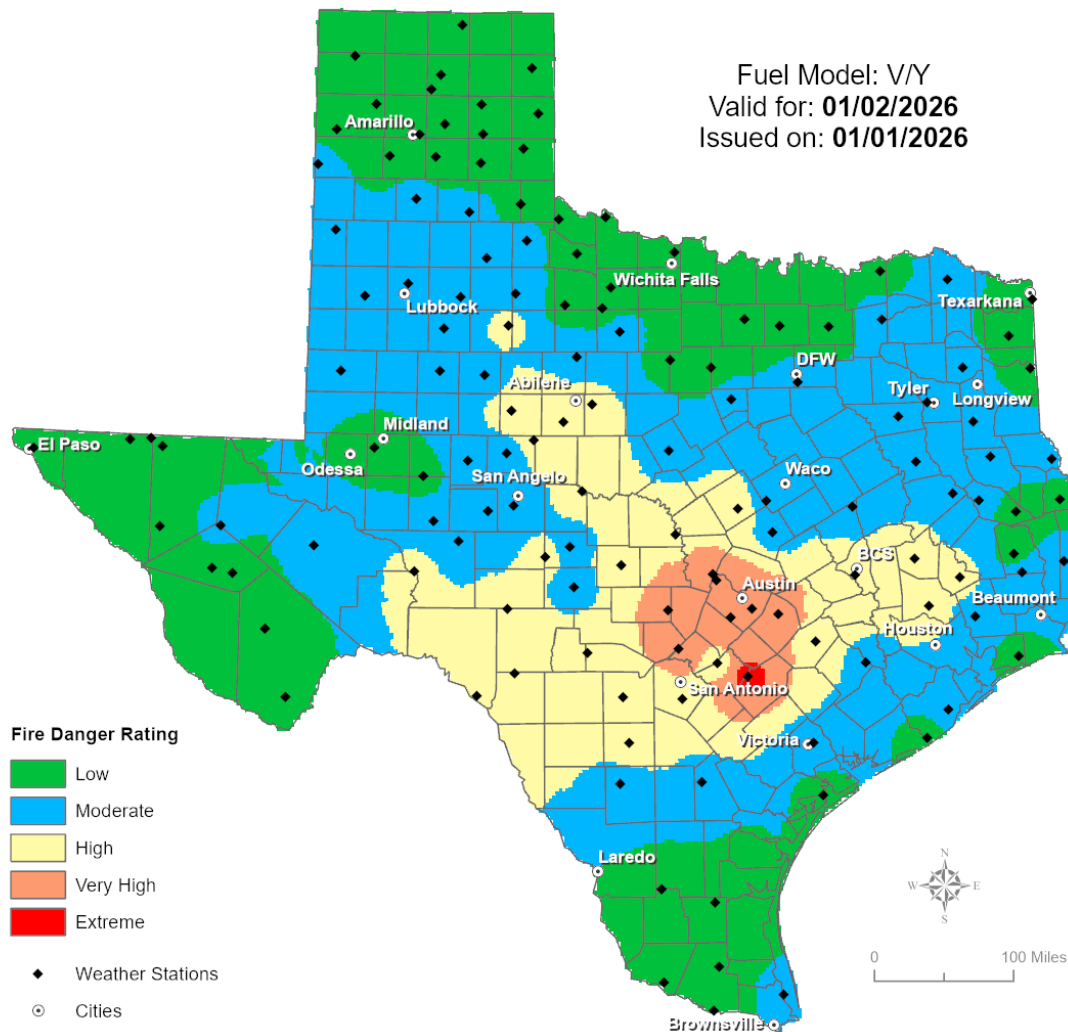 Fuel Model: V/Y
Valid for: 01/02/2026
Issued on: 01/01/2026
Amarillo
Wichita Falls
Lubbock
Texarkana
DFW
Abilene
Tyler
Longview
Midland
El Paso
Odessa
San Angelo
Waco
BCS
Austin
Beaumont
Houston
San Antonio
Victoria
Laredo
Brownsville
Fire Danger Rating
Low
Moderate
High
Very High
Extreme
Weather Stations
Cities
N
W E
S
0 100 Miles